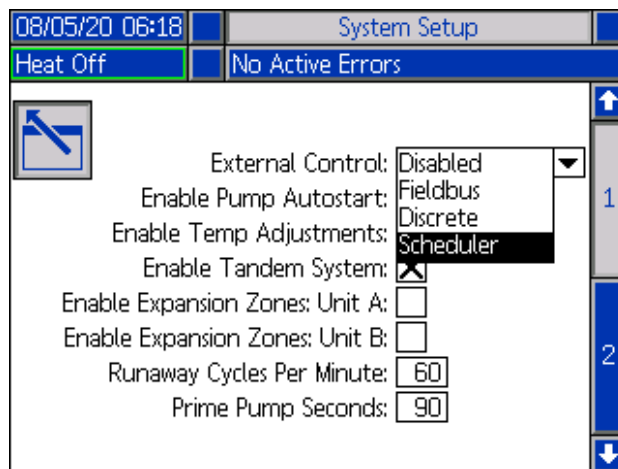 08/05/20 06:18 System Setup
Heat Off No Active Errors
External Control: Disabled
Fieldbus
Enable Pump Autostart:
Discrete
Enable Temp Adjustments:
Scheduler
Enable Tandem System:
Enable Expansion Zones: Unit A:
Enable Expansion Zones: Unit B:
Runaway Cycles Per Minute: 60
Prime Pump Seconds: 90
1
2